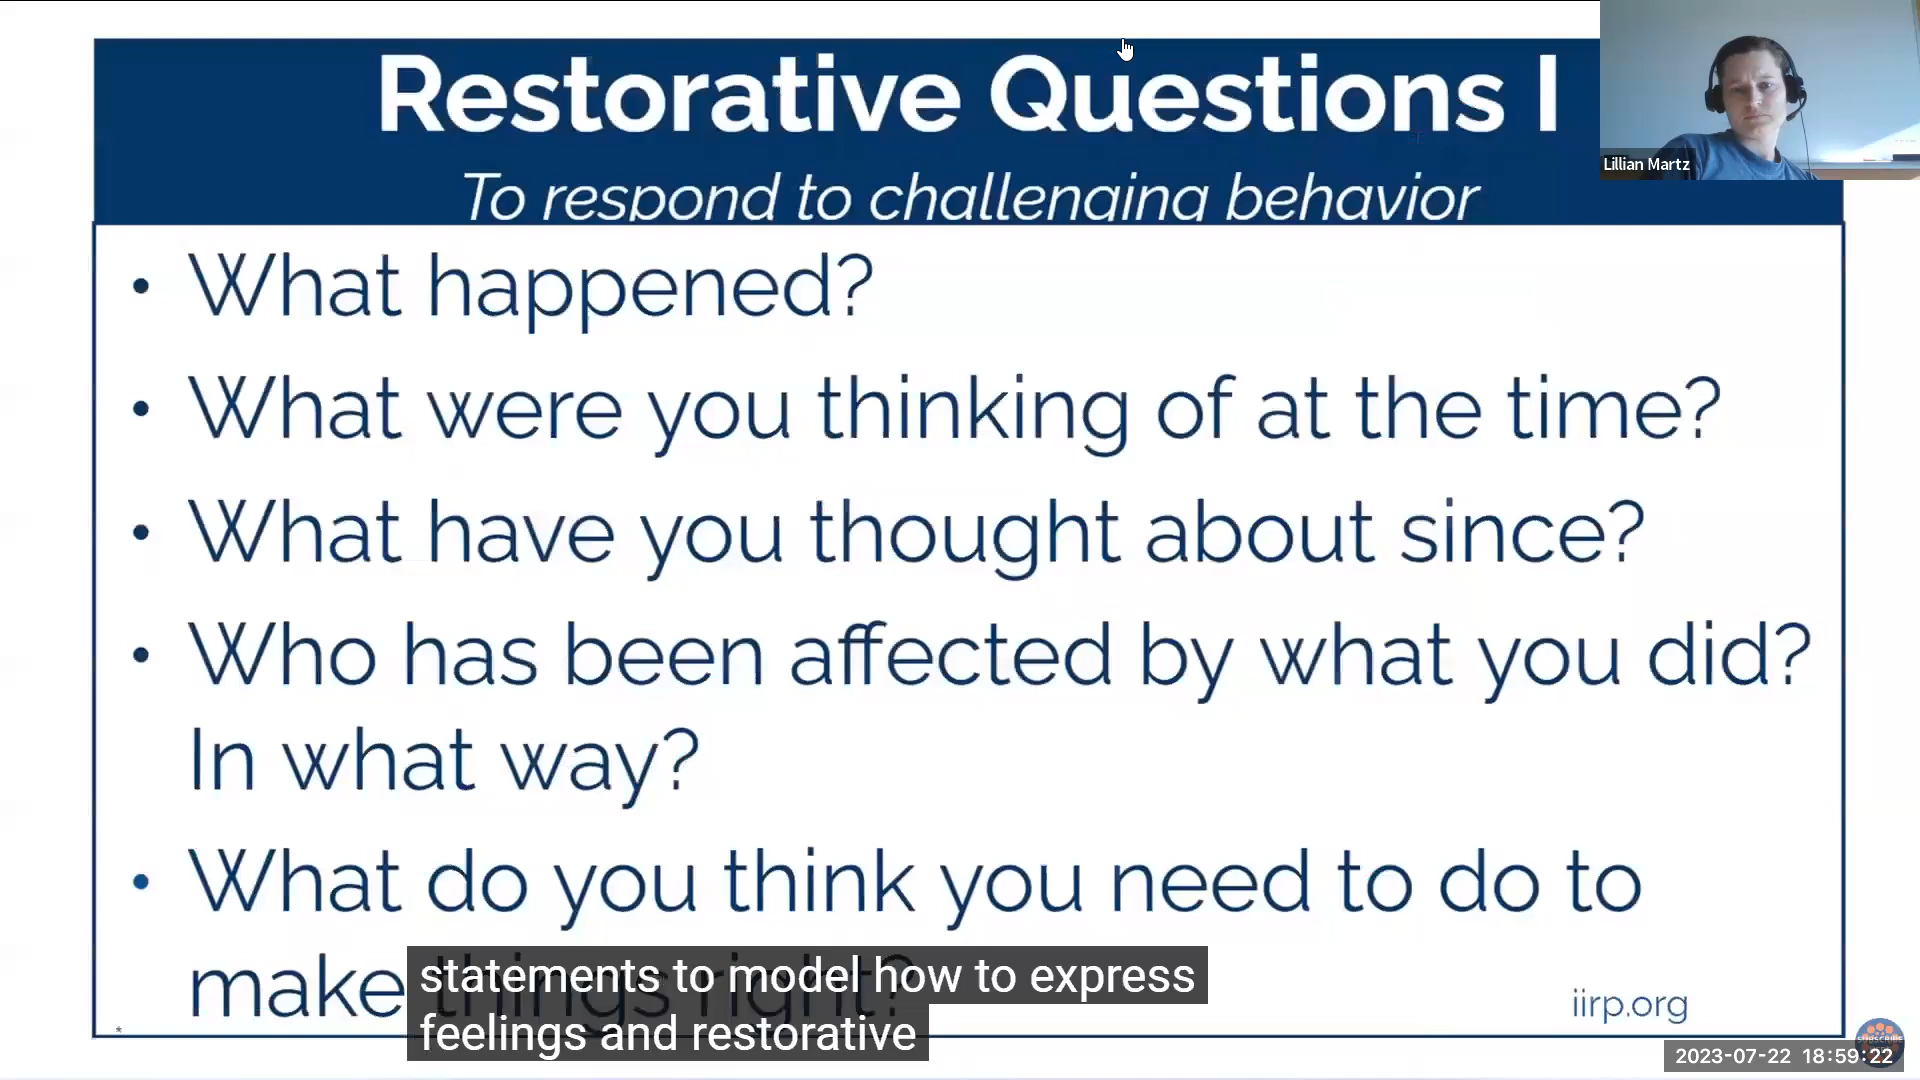 Restorative Questions I
To respond to challenging behavior
Lillian Martz
• What happened?
• What were you thinking of at the time?
• What have you thought about since?
• Who has been affected by what you did?
In what way?
• What do you think you need to do to
make things right?
statements to model how to express
feelings and restorative
iirp.org
*
SUBSCRIBE
2023-07-22 18:59:22